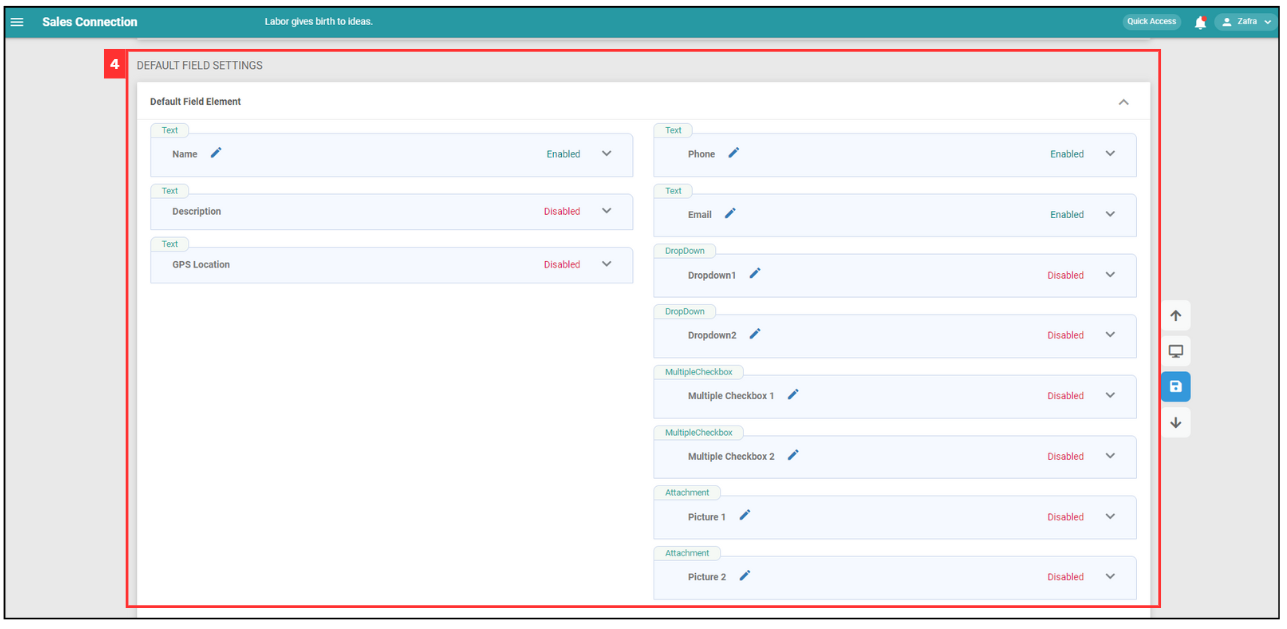 Sales Connection
Labor gives birth to ideas.
Quick Access
Zafra
4
DEFAULT FIELD SETTINGS
Default Field Element
Text
Name
Enabled
Text
Description
Disabled
Text
GPS Location
Disabled
Text
Phone
Enabled
Text
Email
Enabled
DropDown
Dropdown1
Disabled
DropDown
Dropdown2
Disabled
MultipleCheckbox
Multiple Checkbox 1
Disabled
MultipleCheckbox
Multiple Checkbox 2
Disabled
Attachment
Picture 1
Disabled
Attachment
Picture 2
Disabled